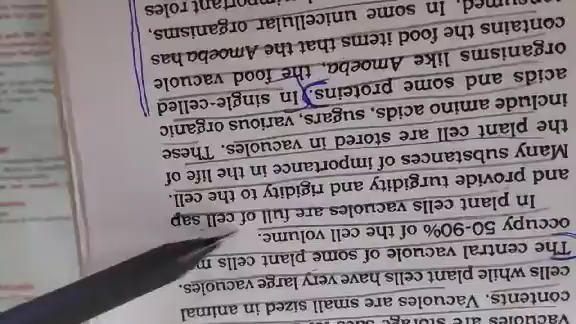 Vacuoles are storage
contents. Vacuoles are small sized in animal
cells while plant cells have very large vacuoles.
The central vacuole of some plant cells m
occupy 50-90% of the cell volume.
In plant cells vacuoles are full of cell sap
and provide turgidity and rigidity to the cell.
Many substances of importance in the life of
the plant cell are stored in vacuoles. These
include amino acids, sugars, various organic
acids and some proteins. In single-celled
organisms like Amoeba, the food vacuole
contains the food items that the Amoeba has
In some unicellular organisms,
important roles